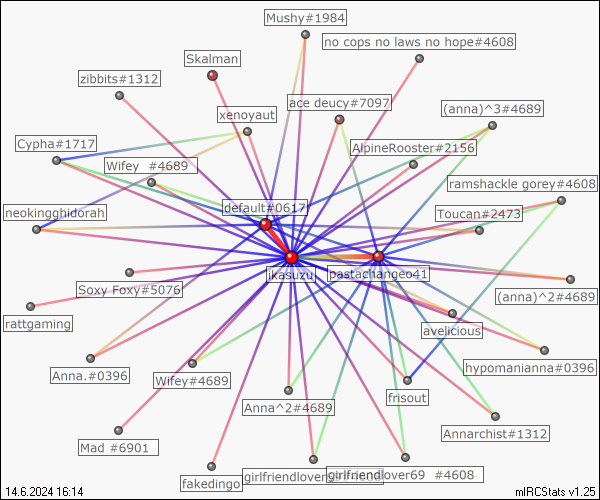 Mushy#1984
no cops no laws no hope#4608
Skalman
zibbits#1312
ace deucy#7097
(anna)^3#4689
xenoyaut
Cypha#1717
AlpineRooster#2156
Wifey #4689
ramshackle gorey#4608
default#0617
neokingghidorah
Toucan#2473
ikasuzu
pastachangeo41
Soxy Foxy#5076
(anna)^2#4689
rattgaming
avelicious
hypomanianna#0396
Anna.#0396
Wifey#4689
frisout
Anna^2#4689
Annarchist#1312
Mad #6901
fakedingo
girlfriendlover
girlfriendlover69 #4608
14.6.2024 16:14
mIRCStats v1.25